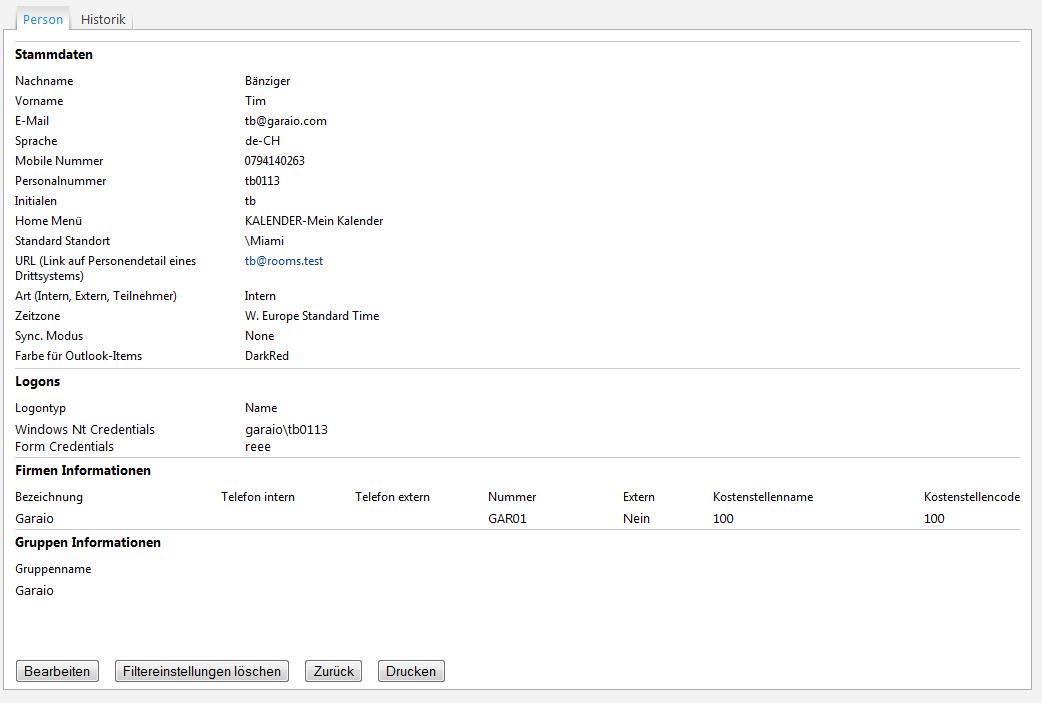 Person Historik
Stammdaten
Nachname Bänziger
Vorname Tim
E-Mail tb@garaio.com
Sprache de-CH
Mobile Nummer 0794140263
Personalnummer tb0113
Initialen tb
Home Menü KALENDER-Mein Kalender
Standard Standort \Miami
URL (Link auf Personendetail eines tb@rooms.test
Drittsystems)
Art (Intern, Extern, Teilnehmer) Intern
Zeitzone W. Europe Standard Time
Sync. Modus None
Farbe für Outlook-Items DarkRed
Logons
Logontyp Name
Windows Nt Credentials garaio\tb0113
Form Credentials reee
Firmen Informationen
Bezeichnung Telefon intern Telefon extern Nummer Extern Kostenstellenname Kostenstellencode
Garaio GAR01 Nein 100 100
Gruppen Informationen
Gruppenname
Garaio
Bearbeiten Filtereinstellungen löschen Zurück Drucken